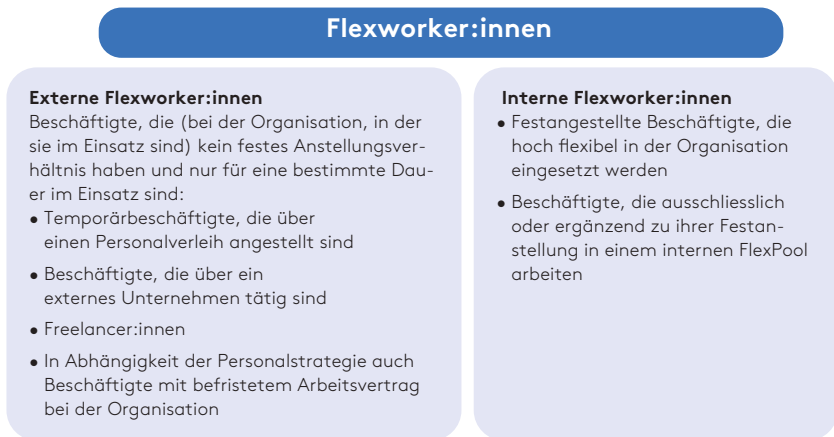 Flexworker:innen
Externe Flexworker:innen
Beschäftigte, die (bei der Organisation, in der
sie im Einsatz sind) kein festes Anstellungsver-
hältnis haben und nur für eine bestimmte Dau-
er im Einsatz sind:
• Temporärbeschäftigte, die über
einen Personalverleih angestellt sind
• Beschäftigte, die über ein
externes Unternehmen tätig sind
• Freelancer:innen
• In Abhängigkeit der Personalstrategie auch
Beschäftigte mit befristetem Arbeitsvertrag
bei der Organisation
Interne Flexworker:innen
• Festangestellte Beschäftigte, die
hoch flexibel in der Organisation
eingesetzt werden
• Beschäftigte, die ausschliesslich
oder ergänzend zu ihrer Festan-
stellung in einem internen FlexPool
arbeiten